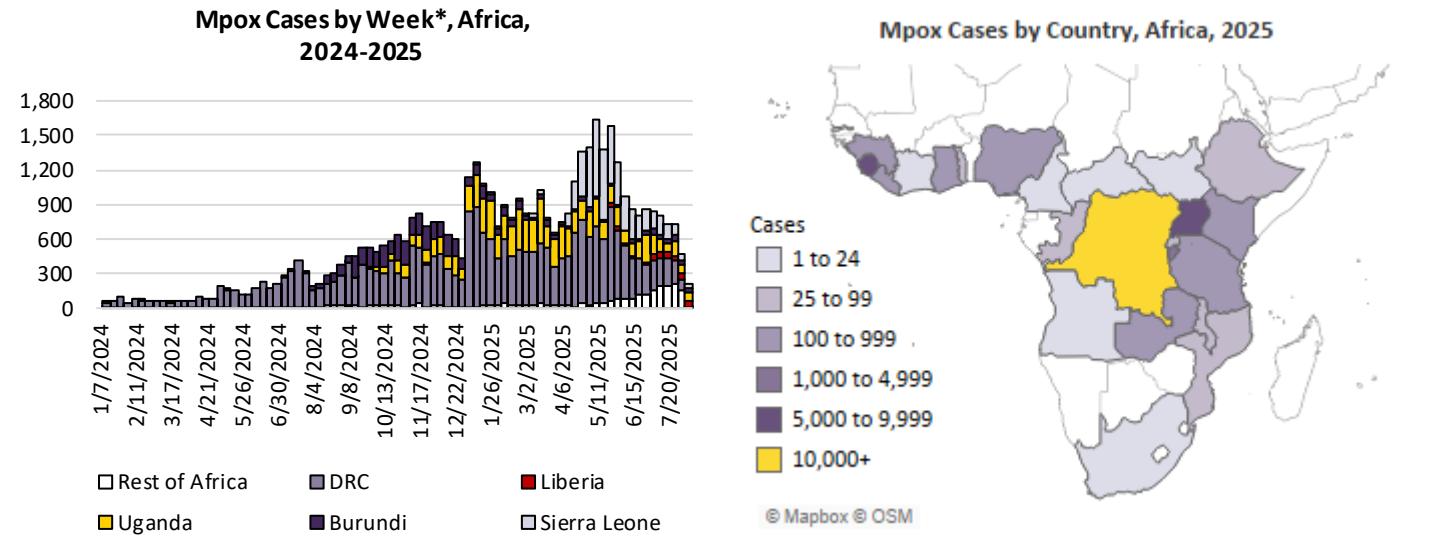 Mpox Cases by Week*, Africa,
2024-2025
1,800
1,500
1,200
900
600
300
0
1/7/2024
2/11/2024
3/17/2024
4/21/2024
5/26/2024
6/30/2024
8/4/2024
9/8/2024
10/13/2024
11/17/2024
12/22/2024
1/26/2025
3/2/2025
4/6/2025
5/11/2025
6/15/2025
7/20/2025
Rest of Africa
DRC
Liberia
Uganda
Burundi
Sierra Leone
Mpox Cases by Country, Africa, 2025
Cases
1 to 24
25 to 99
100 to 999
1,000 to 4,999
5,000 to 9,999
10,000+
© Mapbox © OSM